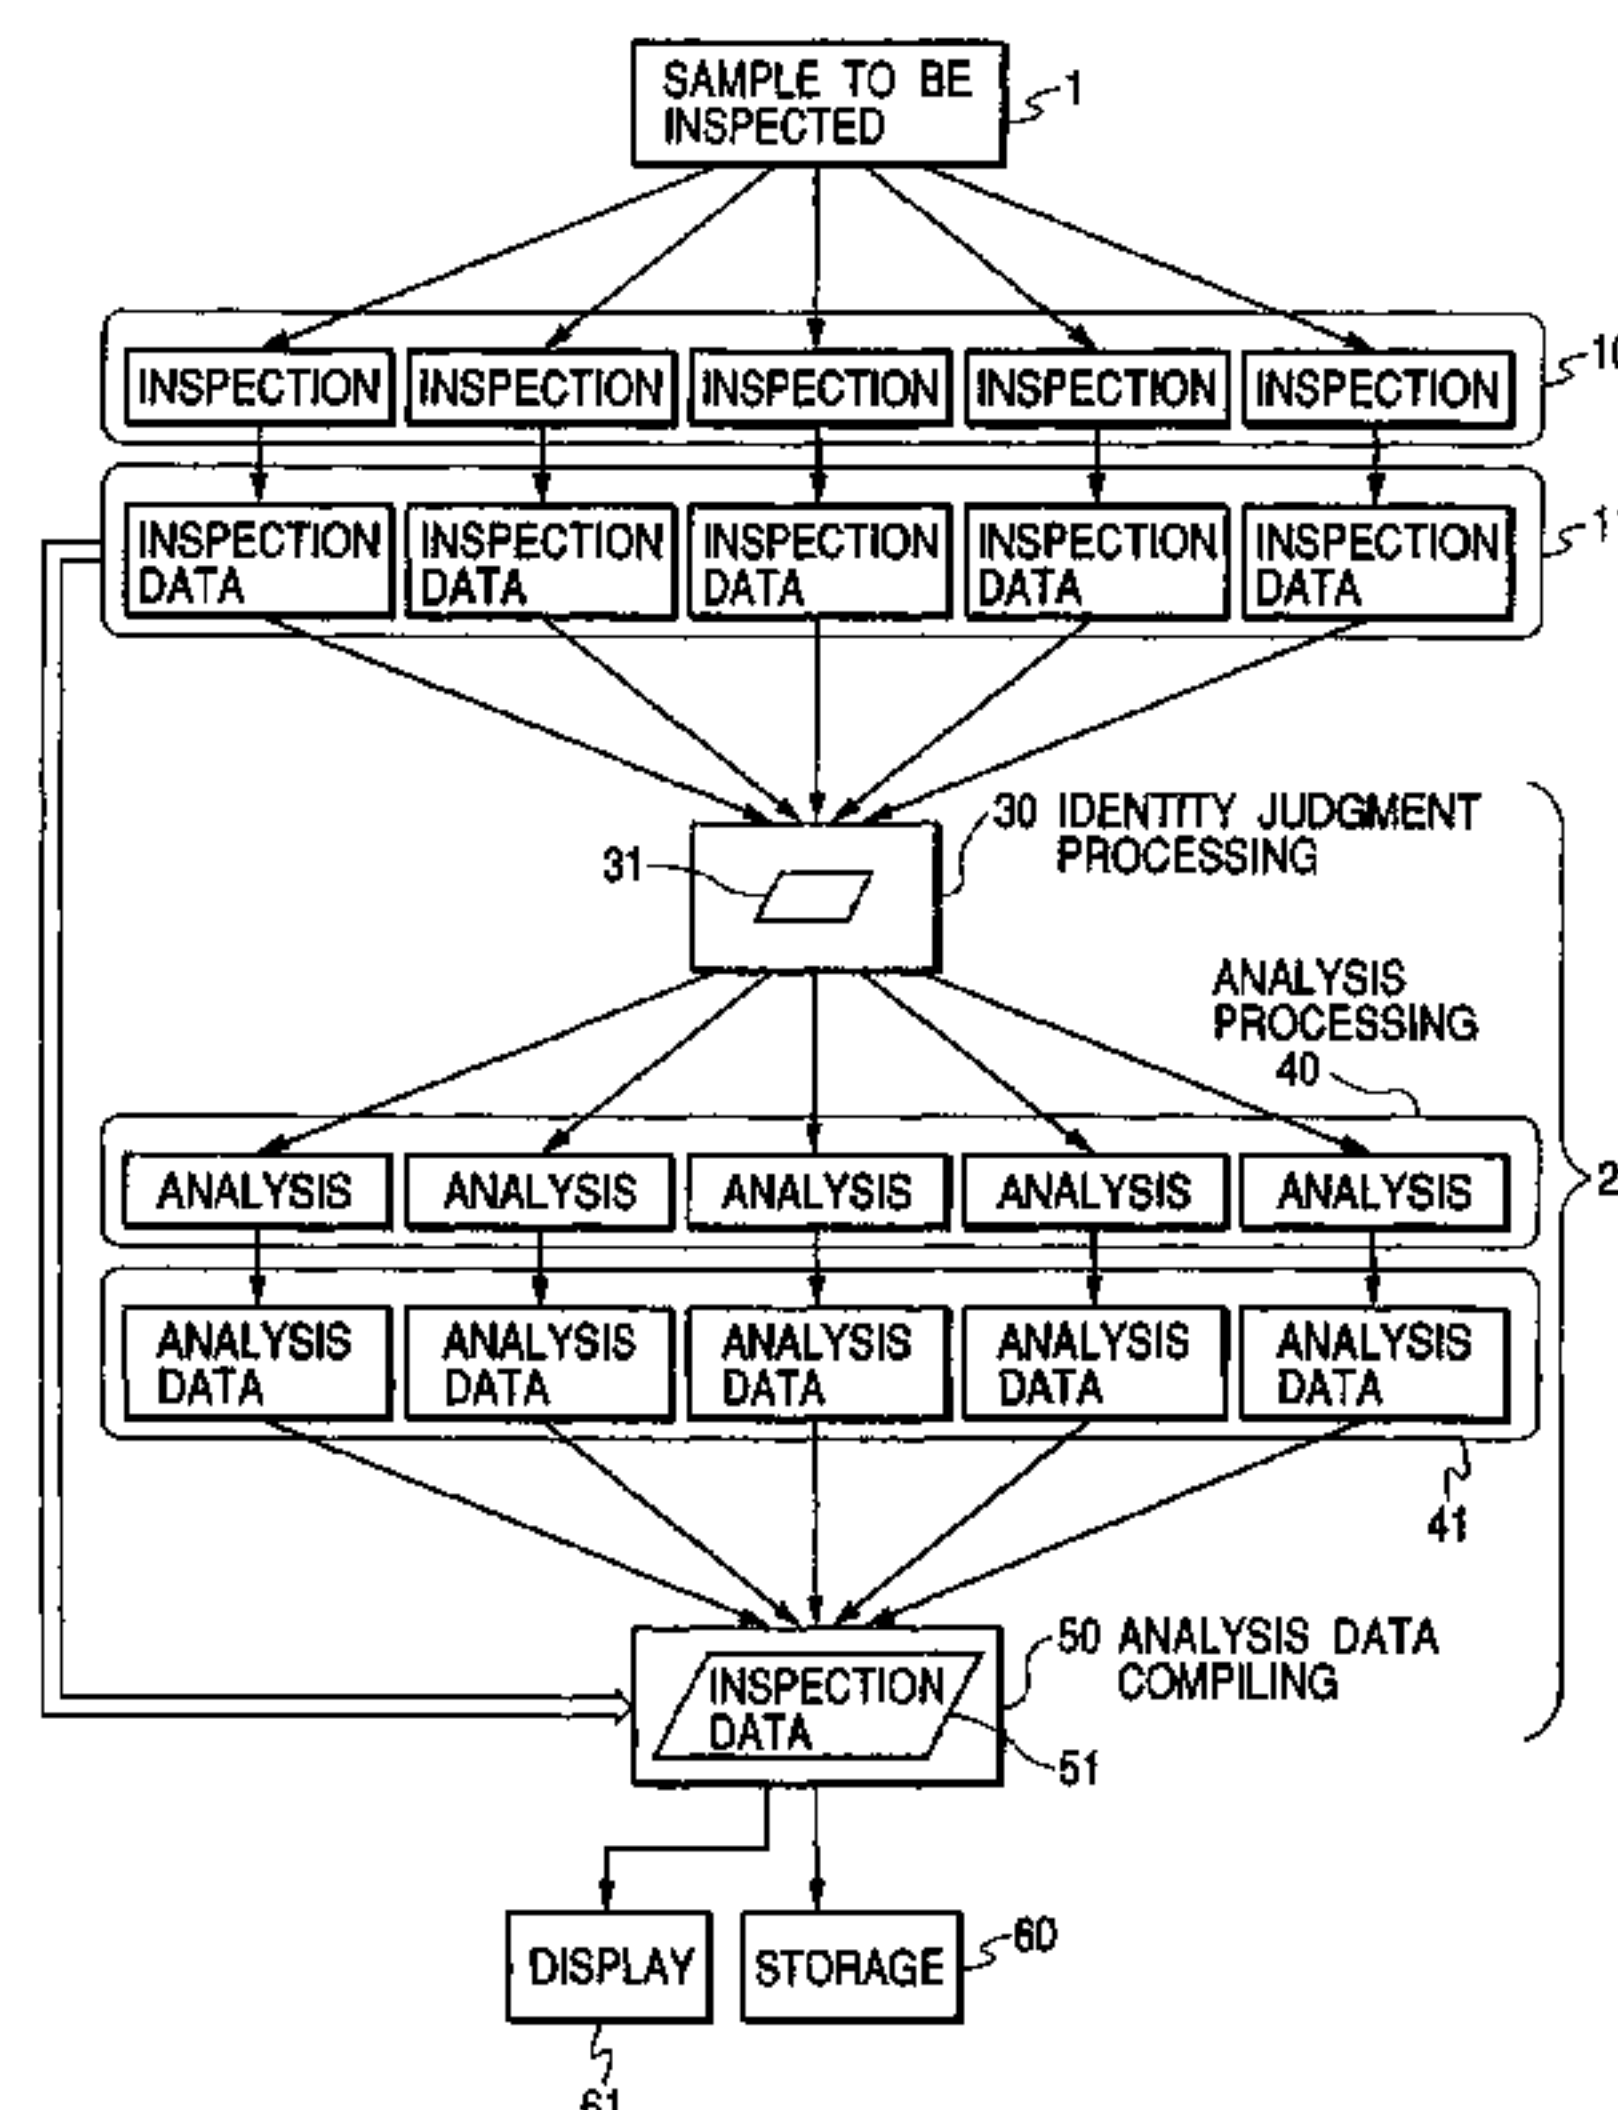 SAMPLE TO BE
INSPECTED
1
INSPECTION INSPECTION INSPECTION INSPECTION INSPECTION
10
INSPECTION INSPECTION INSPECTION INSPECTION INSPECTION
DATA DATA DATA DATA DATA
30 IDENTITY JUDGMENT
PROCESSING
31
ANALYSIS
PROCESSING
40
ANALYSIS ANALYSIS ANALYSIS ANALYSIS ANALYSIS
2
ANALYSIS ANALYSIS ANALYSIS ANALYSIS ANALYSIS
DATA DATA DATA DATA DATA
41
50 ANALYSIS DATA
COMPILING
INSPECTION
DATA
51
DISPLAY
STORAGE
60
61